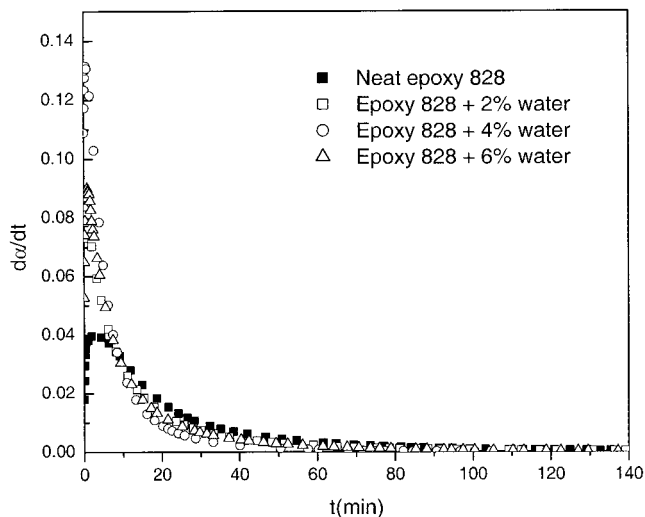 0.14
0.12
0.10
0.08
0.06
0.04
0.02
0.00
dα/dt
Neat epoxy 828
Epoxy 828 + 2% water
Epoxy 828 + 4% water
Epoxy 828 + 6% water
0 20 40 60 80 100 120 140
t(min)